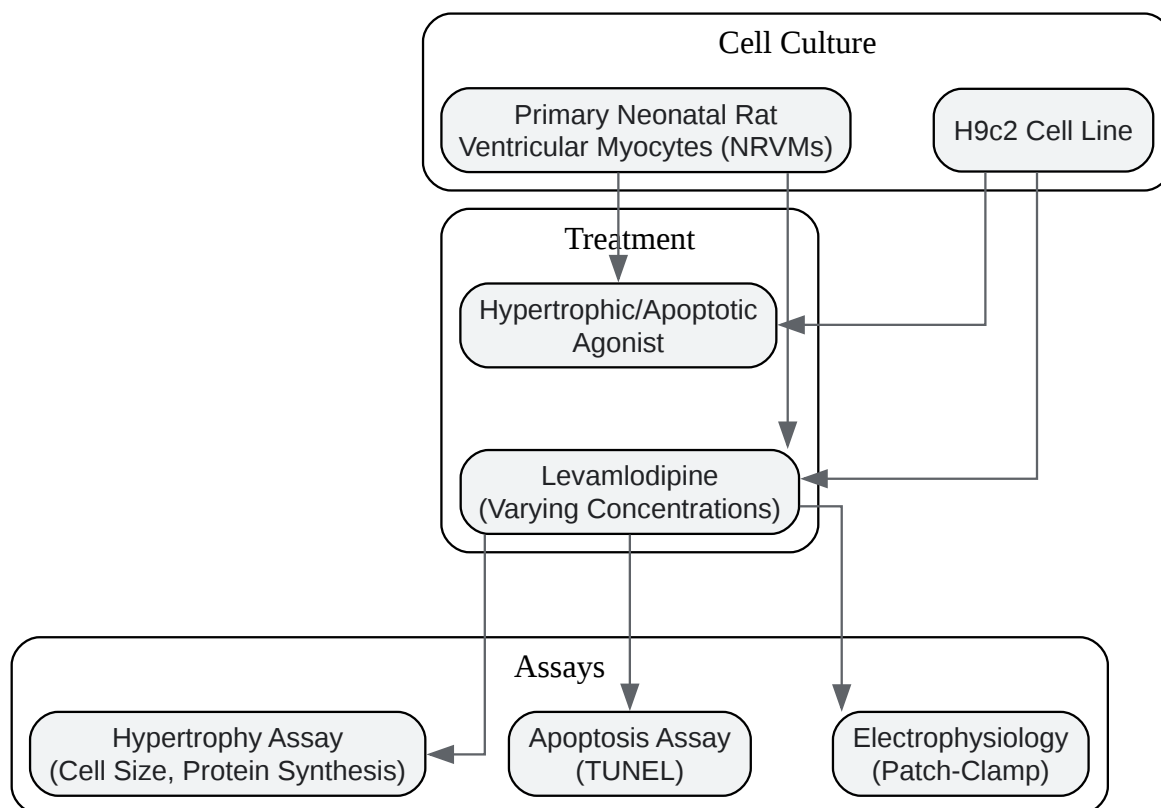 Cell Culture
Primary Neonatal Rat
Ventricular Myocytes (NRVMs)
H9c2 Cell Line
Treatment
Hypertrophic/Apoptotic
Agonist
Levamlodipine
(Varying Concentrations)
Assays
Hypertrophy Assay
(Cell Size, Protein Synthesis)
Apoptosis Assay
(TUNEL)
Electrophysiology
(Patch-Clamp)